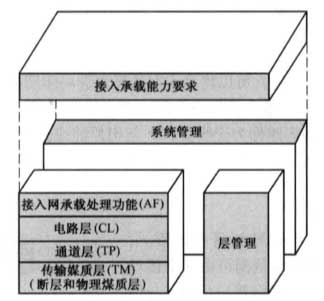 接入承载能力要求
系统管理
接入网承载处理功能(AF)
电路层(CL)
通道层(TP)
传输媒质层(TM)
(断层和物理煤质层)
层管理